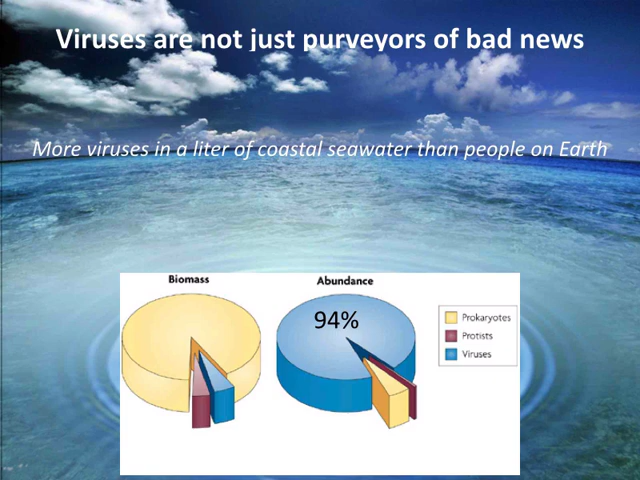 Viruses are not just purveyors of bad news
More viruses in a liter of coastal seawater than people on Earth
Biomass
Abundance
94%
Prokaryotes
Protists
Viruses